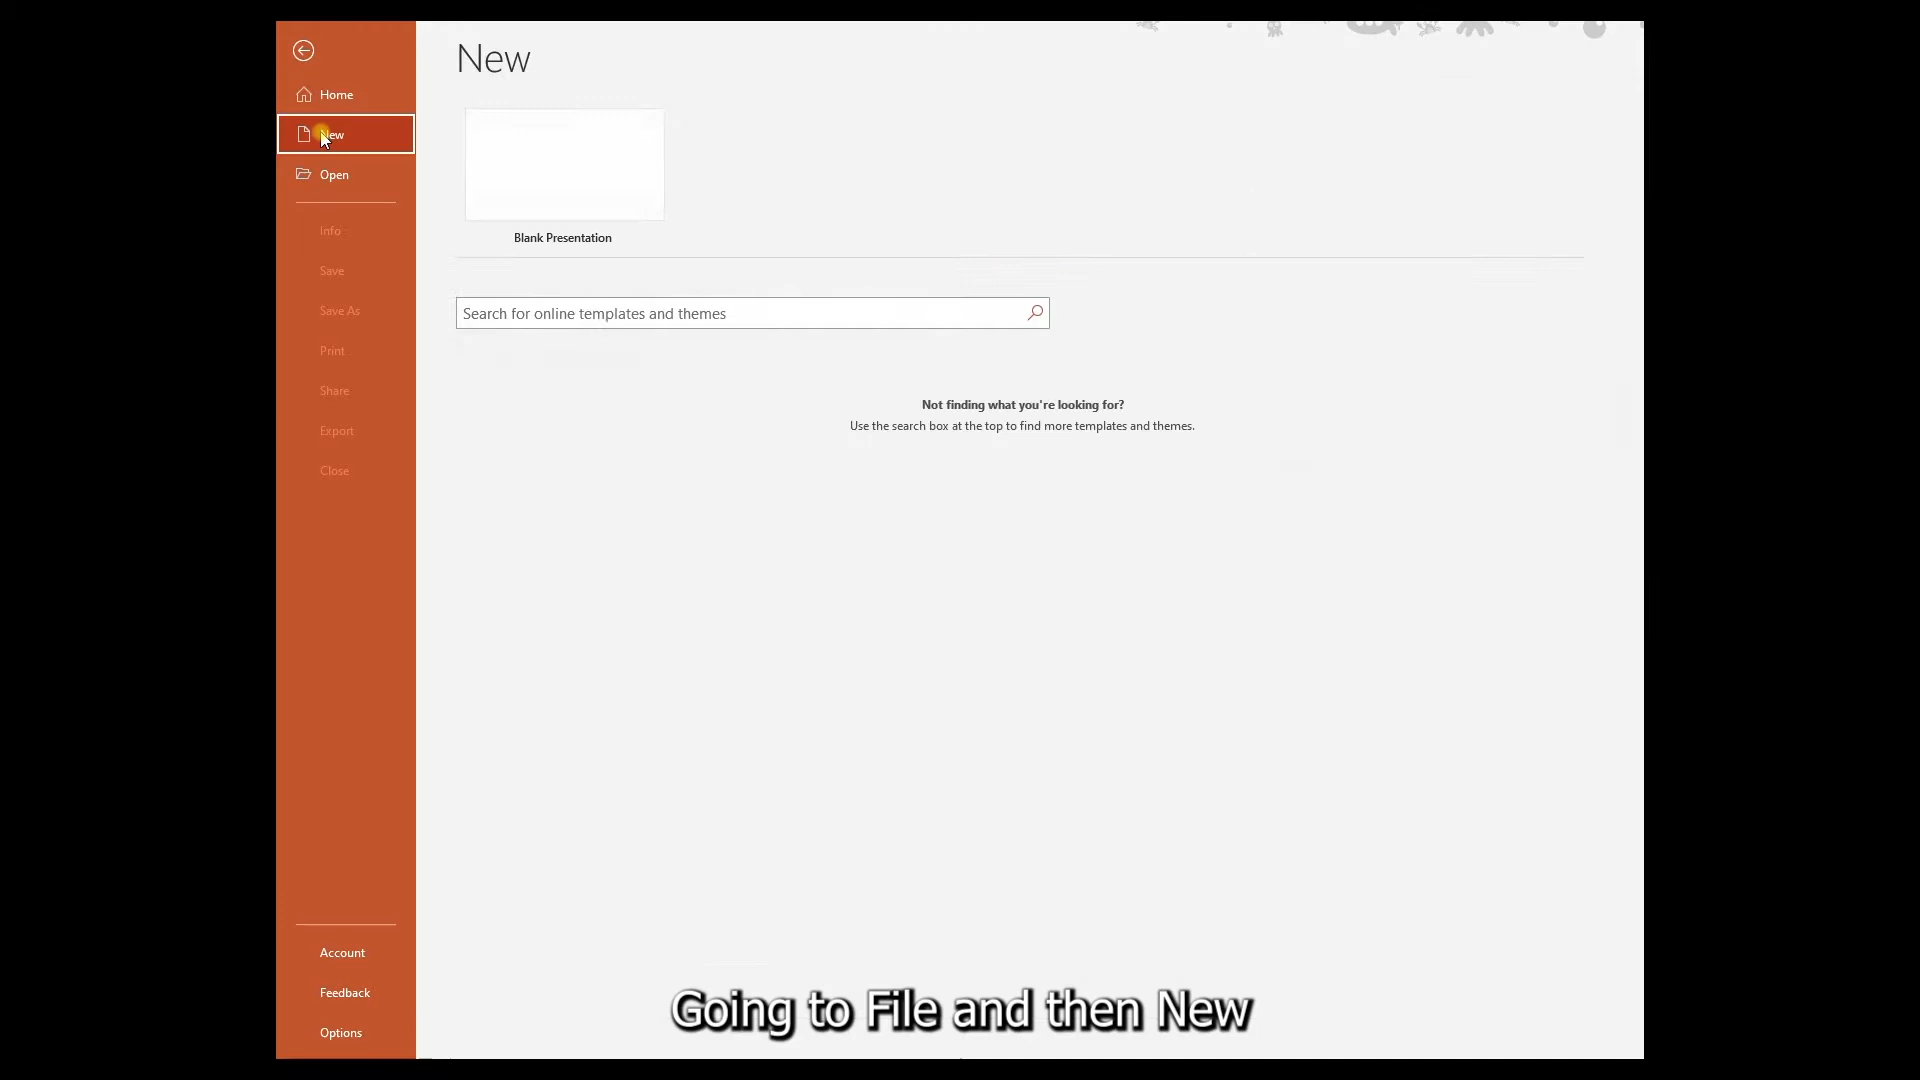 New
Home
New
Open
Info
Save
Save As
Print
Share
Export
Close
Account
Feedback
Options
Blank Presentation
Search for online templates and themes
Not finding what you're looking for?
Use the search box at the top to find more templates and themes.
Going to File and then New